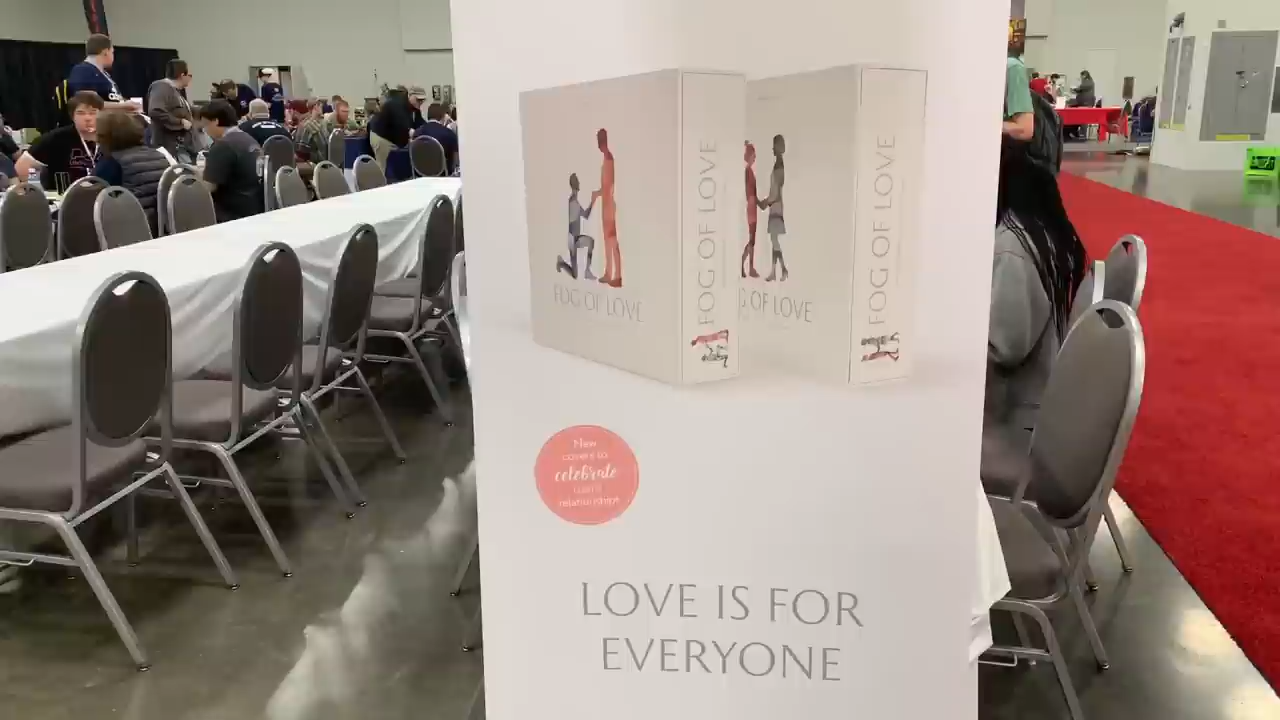 FOG OF LOVE
FOG OF LOVE
G OF LOVE
FOG OF LOVE
New
covers to
celebrate
relationships
LOVE IS FOR
EVERYONE